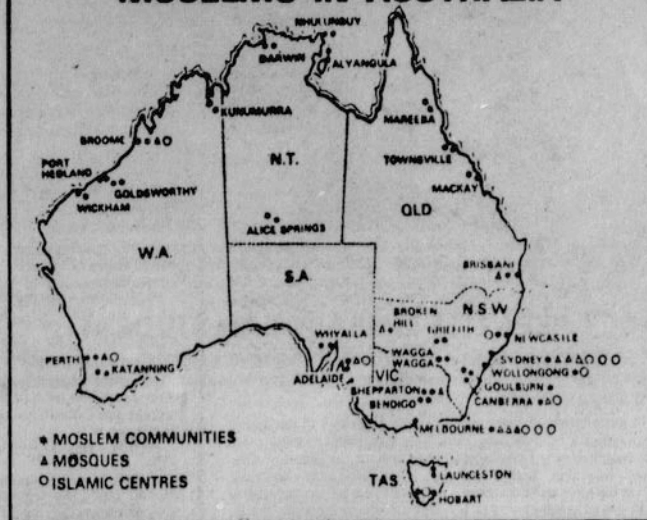 NHULUNBUY
DARWIN
ALYANGULA
KUNUMURRA
MAREEBA
BROOME
N.T.
TOWNSVILLE
PORT
HEDLAND
GOLDSWORTHY
MACKAY
WICKHAM
QLD
ALICE SPRINGS
W.A.
S.A.
BRISBANE
BROKEN
HILL
N.S.W
GRIFFITH
NEWCASTLE
WHYALLA
PERTH
WAGGA
WAGGA
SYDNEY
KATANNING
WOLLONGONG
ADELAIDE
VIC
GOULBURN
SHEPPARTON
CANBERRA
BENDIGO
MELBOURNE
MOSLEM COMMUNITIES
MOSQUES
ISLAMIC CENTRES
TAS
LAUNCESTON
HOBART